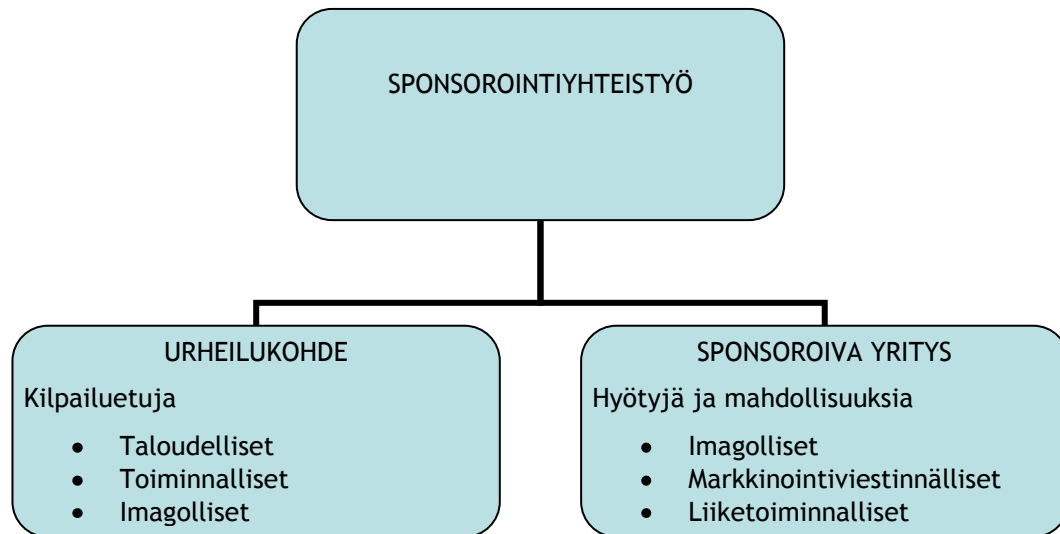 SPONSOROINTIYHTEISTYÖ
URHEILUKOHDE
Kilpailuetuja
• Taloudelliset
• Toiminnalliset
• Imagolliset
SPONSOROIVA YRITYS
Hyötyjä ja mahdollisuuksia
• Imagolliset
• Markkinointiviestinnälliset
• Liiketoiminnalliset